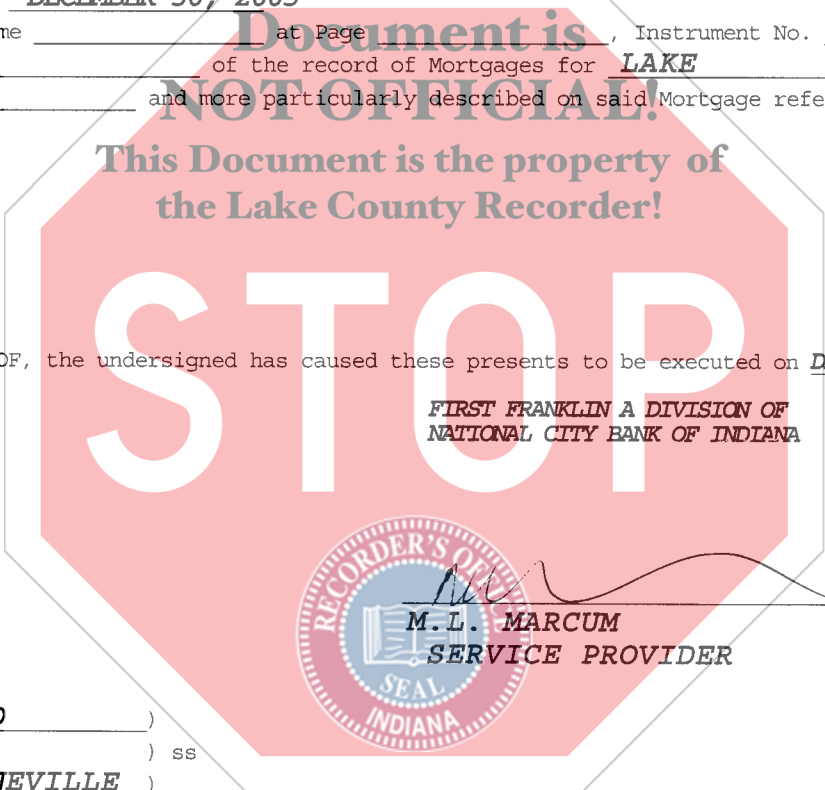 DECEMBER 30, 2005
me at Page , Instrument No.
Document is
of the record of Mortgages for LAKE
and more particularly described on said Mortgage refe
NOT OFFICIAL!
This Document is the property of
the Lake County Recorder!
STOP
OF, the undersigned has caused these presents to be executed on D
FIRST FRANKLIN A DIVISION OF
NATIONAL CITY BANK OF INDIANA
RECORDER'S OFFICE
SEAL
INDIANA
M.L. MARCUM
SERVICE PROVIDER
)
) ss
NEVILLE )